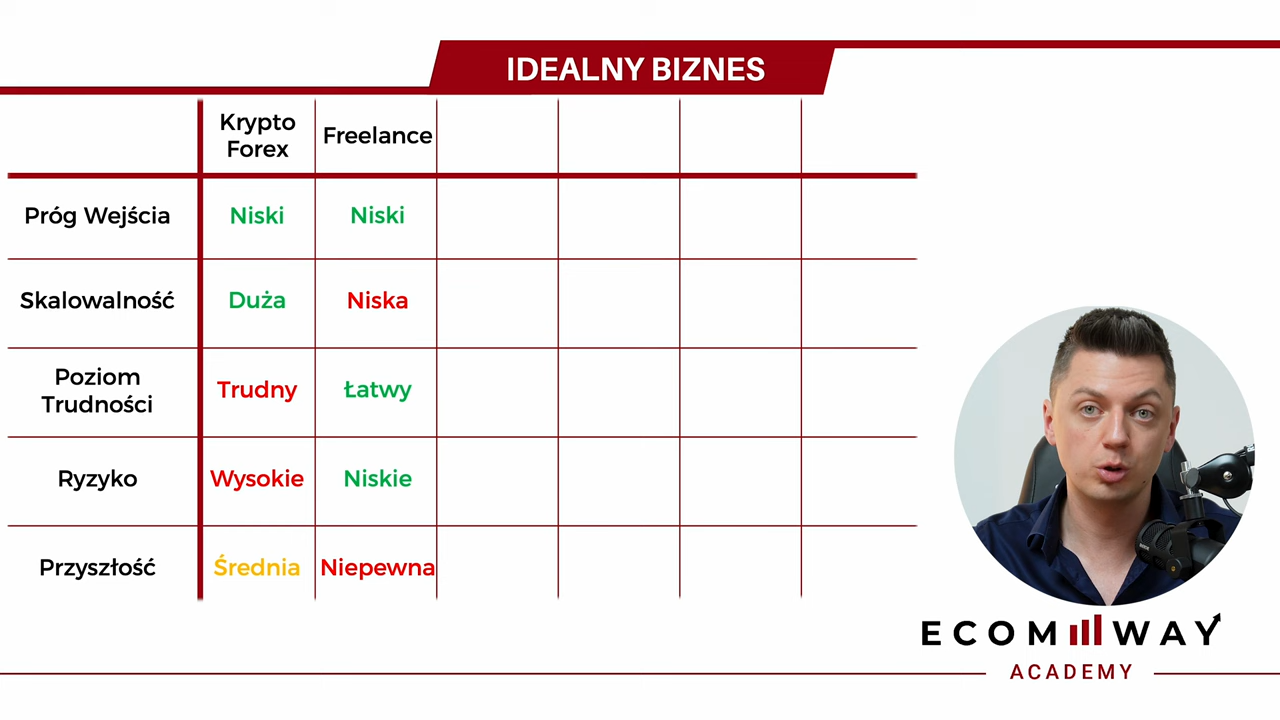 IDEALNY BIZNES
Krypto
Forex
Freelance
Próg Wejścia
Niski
Niski
Skalowalność
Duża
Niska
Poziom
Trudności
Trudny
Łatwy
Ryzyko
Wysokie
Niskie
Przyszłość
Średnia
Niepewna
ECOM WAY
ACADEMY